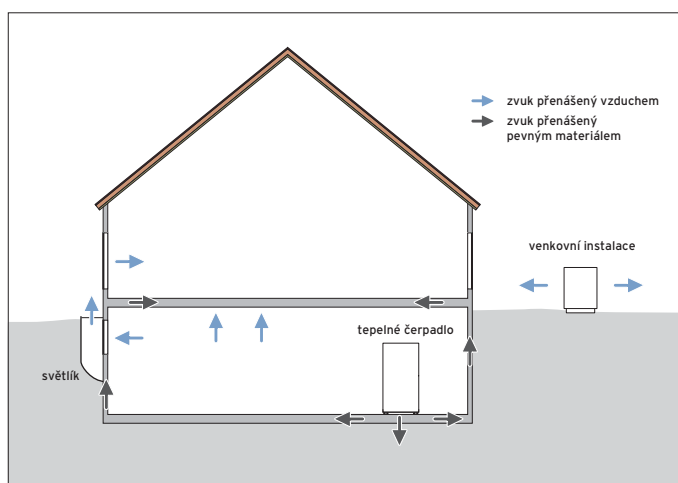 zvuk přenášený vzduchem
zvuk přenášený
pevným materiálem
venkovní instalace
tepelné čerpadlo
světlík